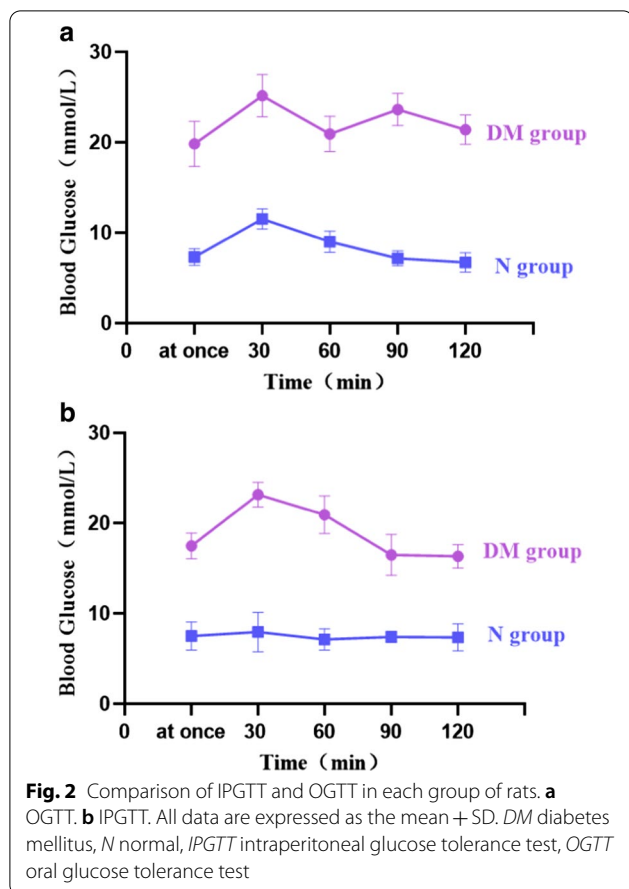 a
30
20
10
0
Blood Glucose（mmol/L）
DM group
N group
0 at once 30 60 90 120
Time（min）
b
30
20
10
0
Blood Glucose（mmol/L）
DM group
N group
0 at once 30 60 90 120
Time（min）
Fig. 2 Comparison of IPGTT and OGTT in each group of rats. a
OGTT. b IPGTT. All data are expressed as the mean + SD. DM diabetes
mellitus, N normal, IPGTT intraperitoneal glucose tolerance test, OGTT
oral glucose tolerance test